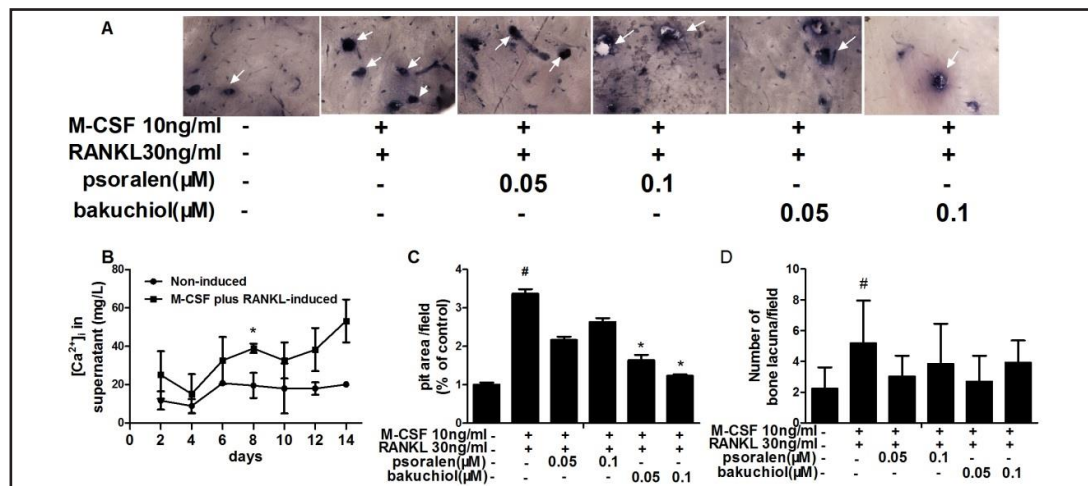 A
M-CSF 10ng/ml - + + + + +
RANKL30ng/ml - + + + + +
psoralen(µM) - - 0.05 0.1 - -
bakuchiol(µM) - - - - 0.05 0.1
B
80
60
40
20
0
[Ca²⁺]i in
supernatant (mg/L)
Non-induced
M-CSF plus RANKL-induced
*
0 2 4 6 8 10 12 14
days
C
4
3
2
1
0
pit area/field
(% of control)
#
* *
M-CSF 10ng/ml - + + + + +
RANKL 30ng/ml - + + + + +
psoralen(µM) - - 0.05 0.1 - -
bakuchiol(µM) - - - - 0.05 0.1
D
10
8
6
4
2
0
Number of
bone lacuna/field
#
M-CSF 10ng/ml - + + + + +
RANKL 30ng/ml - + + + + +
psoralen(µM) - - 0.05 0.1 - -
bakuchiol(µM) - - - - 0.05 0.1